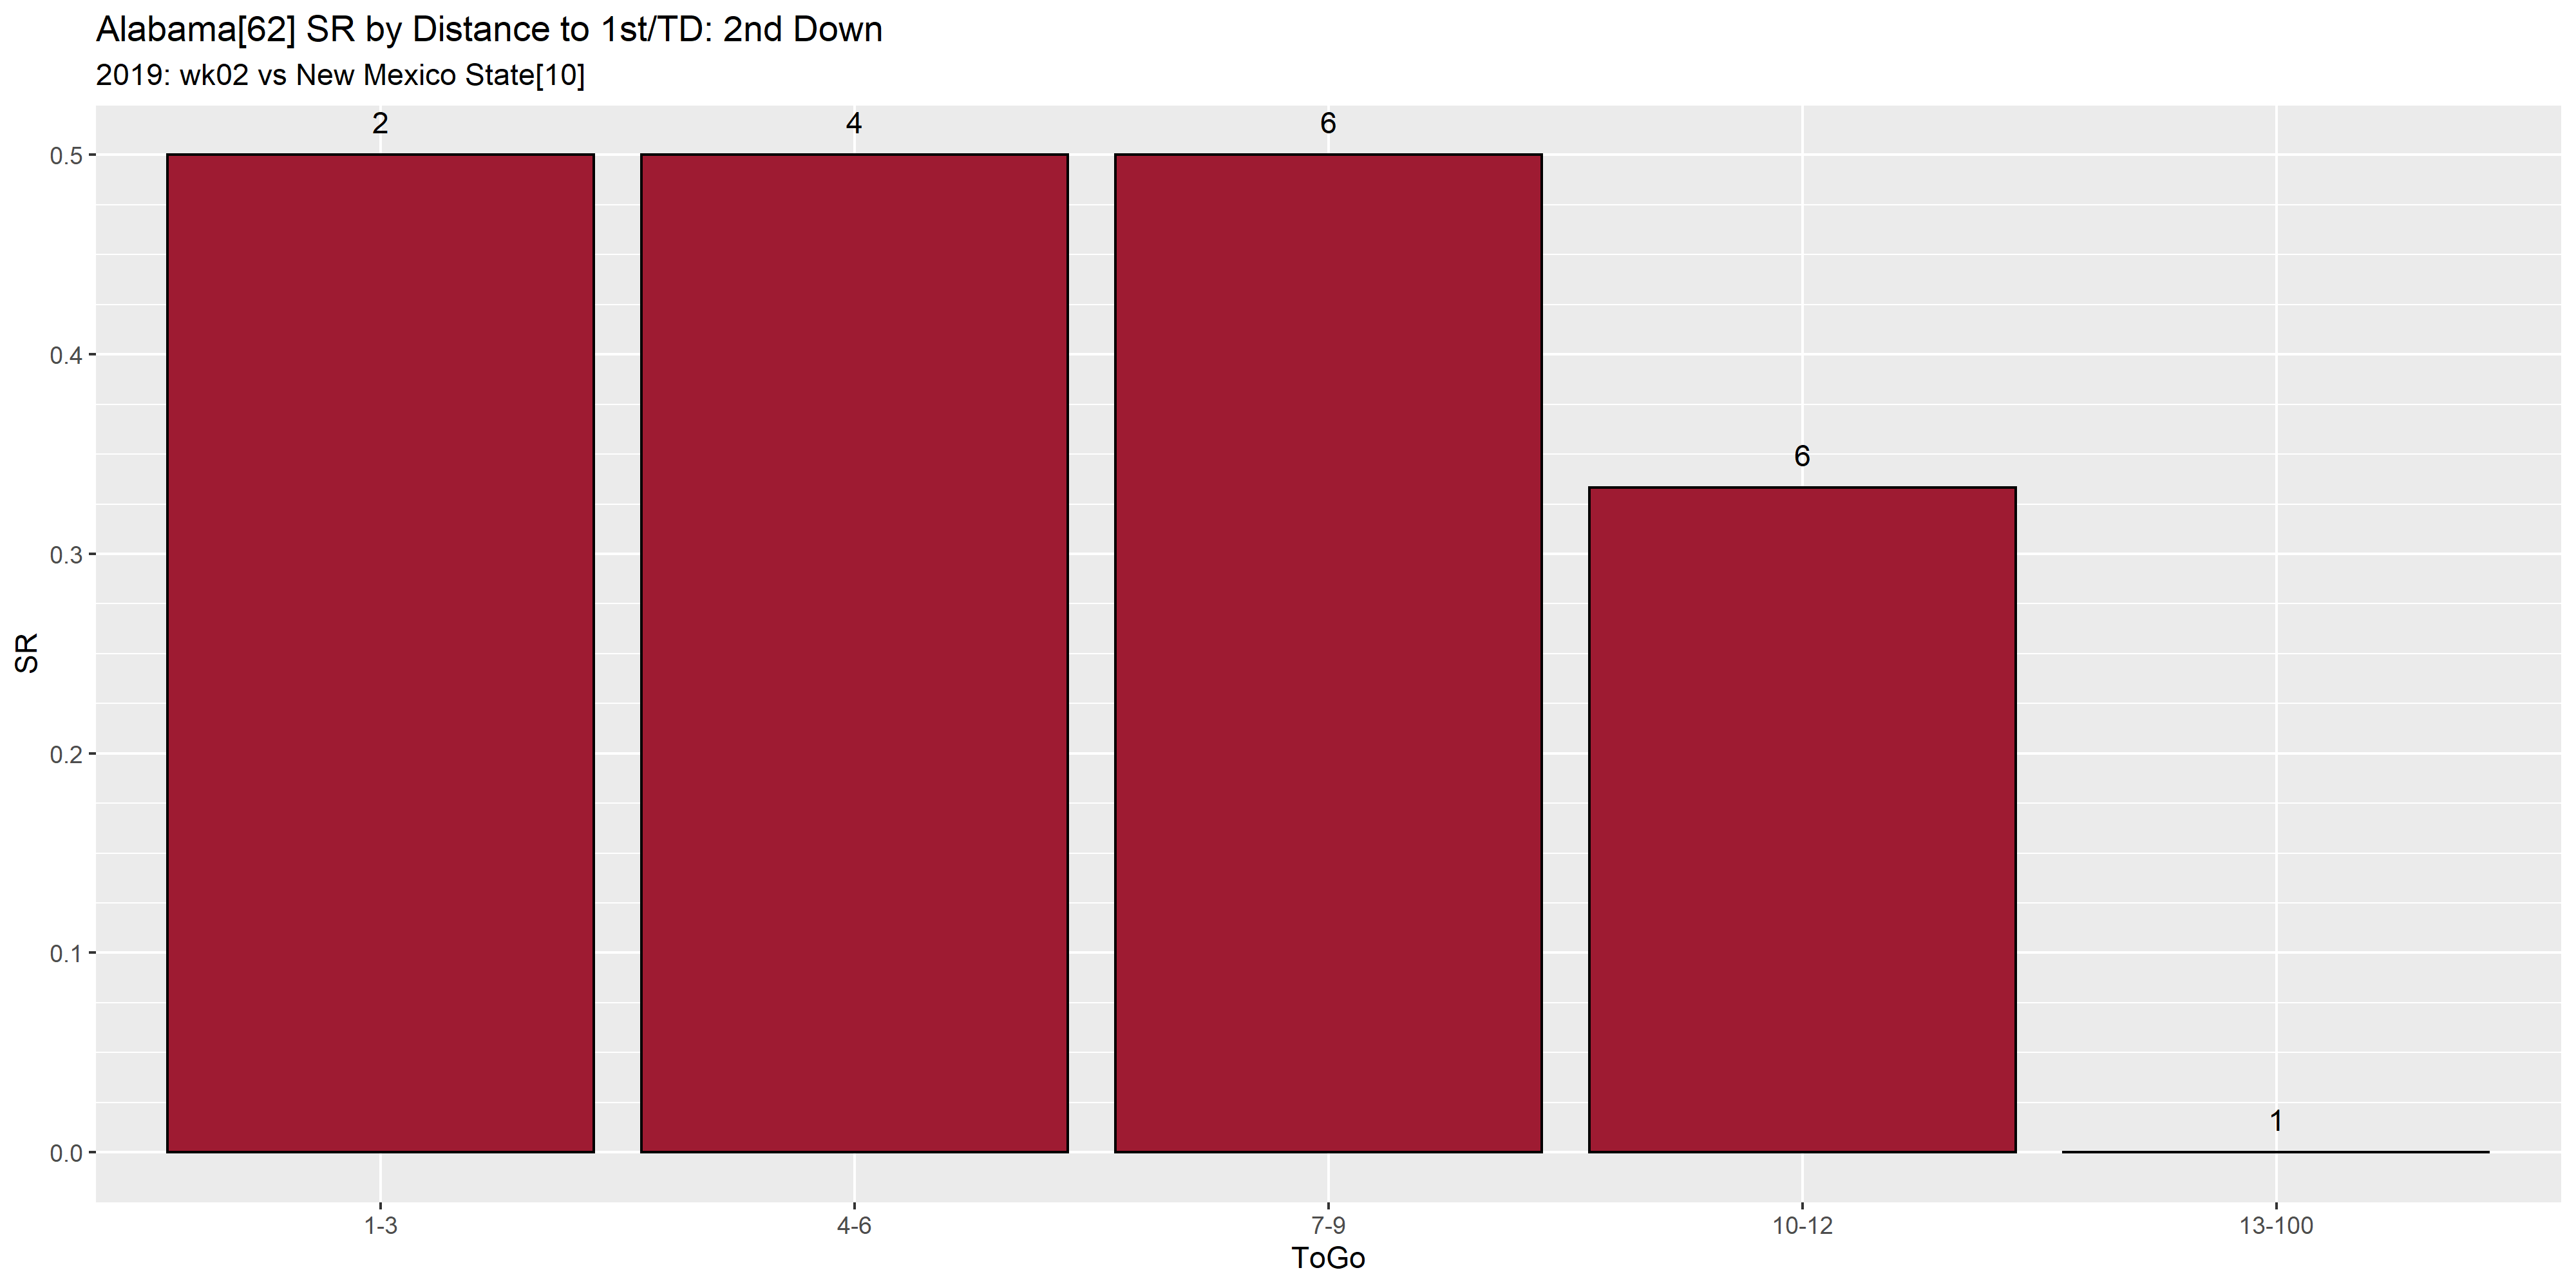 Alabama[62] SR by Distance to 1st/TD: 2nd Down
2019: wk02 vs New Mexico State[10]
2 4 6
0.5
0.4
6
0.3
SR
0.2
0.1
1
0.0
1-3 4-6 7-9 10-12 13-100
ToGo